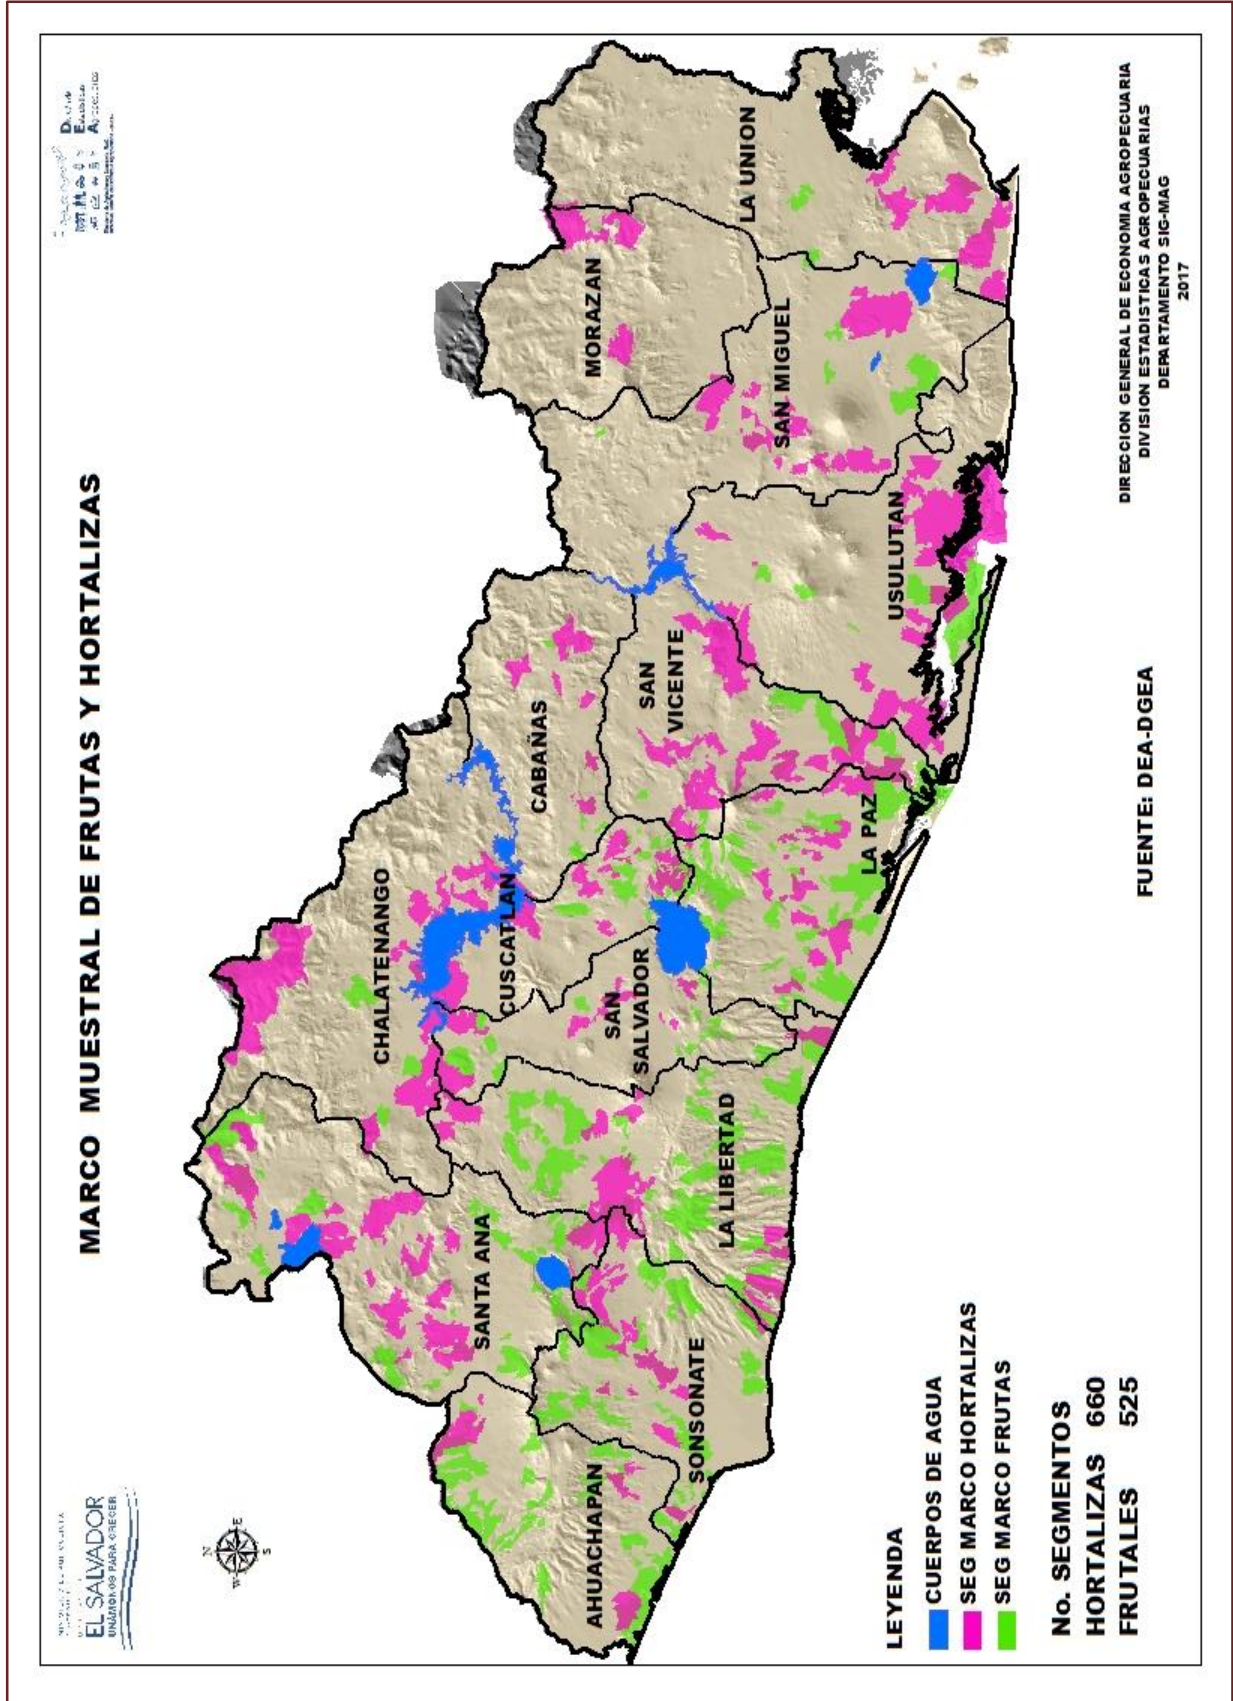 MARCO MUESTRAL DE FRUTAS Y HORTALIZAS
EL SALVADOR
UNÁMONOS PARA CRECER
N
W E
S
CHALATENANGO
SANTA ANA
AHUACHAPAN
SONSONATE
LA LIBERTAD
SAN
SALVADOR
CUSCATLAN
CABAÑAS
SAN
VICENTE
LA PAZ
USULUTAN
SAN MIGUEL
MORAZAN
LA UNION
LEYENDA
CUERPOS DE AGUA
SEG MARCO HORTALIZAS
SEG MARCO FRUTAS
No. SEGMENTOS
HORTALIZAS 660
FRUTALES 525
FUENTE: DEA-DGEA
DIRECCION GENERAL DE ECONOMIA AGROPECUARIA
DIVISION ESTADISTICAS AGROPECUARIAS
DEPARTAMENTO SIG-MAG
2017